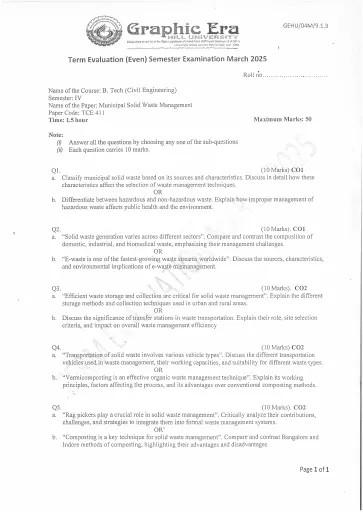 GEHU/04M/9.1.3
Graphic Era
HILL UNIVERSITY
Term Evaluation (Even) Semester Examination March 2025
Roll no..............................
Name of the Course: B. Tech (Civil Engineering)
Semester: IV
Name of the Paper: Municipal Solid Waste Management
Paper Code: TCE 411
Time: 1.5 hour Maximum Marks: 50
Note:
(i) Answer all the questions by choosing any one of the sub-questions
(ii) Each question carries 10 marks.
Q1. (10 Marks) CO1
a. Classify municipal solid waste based on its sources and characteristics. Discuss in detail how these
characteristics affect the selection of waste management techniques.
OR
b. Differentiate between hazardous and non-hazardous waste. Explain how improper management of
hazardous waste affects public health and the environment.
Q2. (10 Marks). CO1
a. "Solid waste generation varies across different sectors". Compare and contrast the composition of
domestic, industrial, and biomedical waste, emphasizing their management challenges.
OR
b. "E-waste is one of the fastest-growing waste streams worldwide". Discuss the sources, characteristics,
and environmental implications of e-waste mismanagement.
Q3. (10 Marks). CO2
a. "Efficient waste storage and collection are critical for solid waste management". Explain the different
storage methods and collection techniques used in urban and rural areas.
OR
b. Discuss the significance of transfer stations in waste transportation. Explain their role, site selection
criteria, and impact on overall waste management efficiency
Q4. (10 Marks) CO2
a. "Transportation of solid waste involves various vehicle types". Discuss the different transportation
vehicles used in waste management, their working capacities, and suitability for different waste types.
OR
b. "Vermicomposting is an effective organic waste management technique". Explain its working
principles, factors affecting the process, and its advantages over conventional composting methods.
Q5. (10 Marks). CO2
a. "Rag pickers play a crucial role in solid waste management". Critically analyze their contributions,
challenges, and strategies to integrate them into formal waste management systems.
OR
b. "Composting is a key technique for solid waste management". Compare and contrast Bangalore and
Indore methods of composting, highlighting their advantages and disadvantages
Page 1 of 1